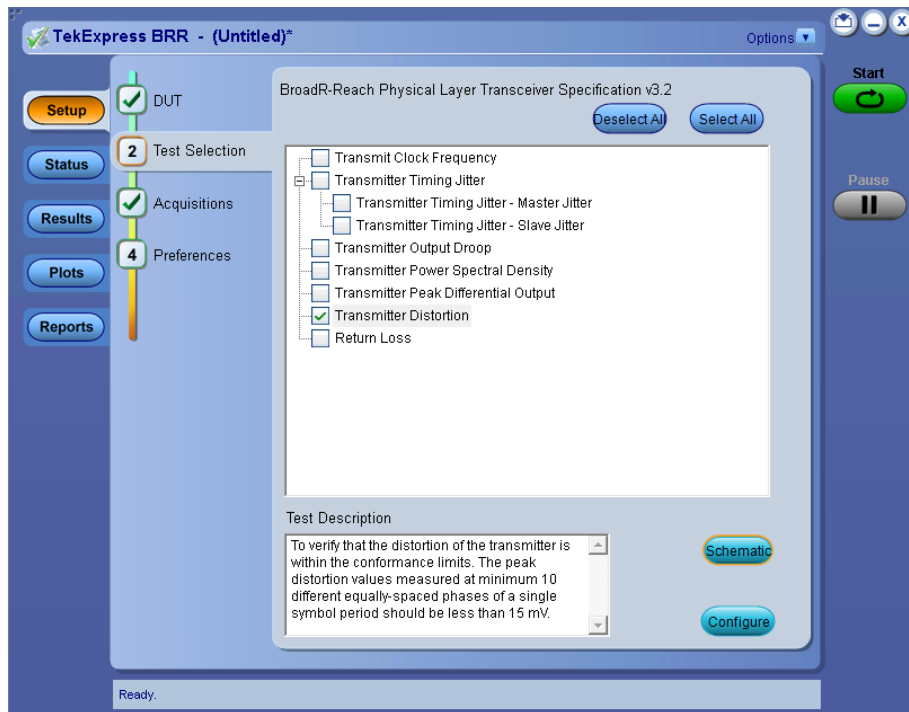 TekExpress BRR - (Untitled)*
Options
Start
Pause
Setup
Status
Results
Plots
Reports
DUT
2 Test Selection
Acquisitions
4 Preferences
BroadR-Reach Physical Layer Transceiver Specification v3.2
Deselect All
Select All
Transmit Clock Frequency
Transmitter Timing Jitter
Transmitter Timing Jitter - Master Jitter
Transmitter Timing Jitter - Slave Jitter
Transmitter Output Droop
Transmitter Power Spectral Density
Transmitter Peak Differential Output
Transmitter Distortion
Return Loss
Test Description
To verify that the distortion of the transmitter is
within the conformance limits. The peak
distortion values measured at minimum 10
different equally-spaced phases of a single
symbol period should be less than 15 mV.
Schematic
Configure
Ready.